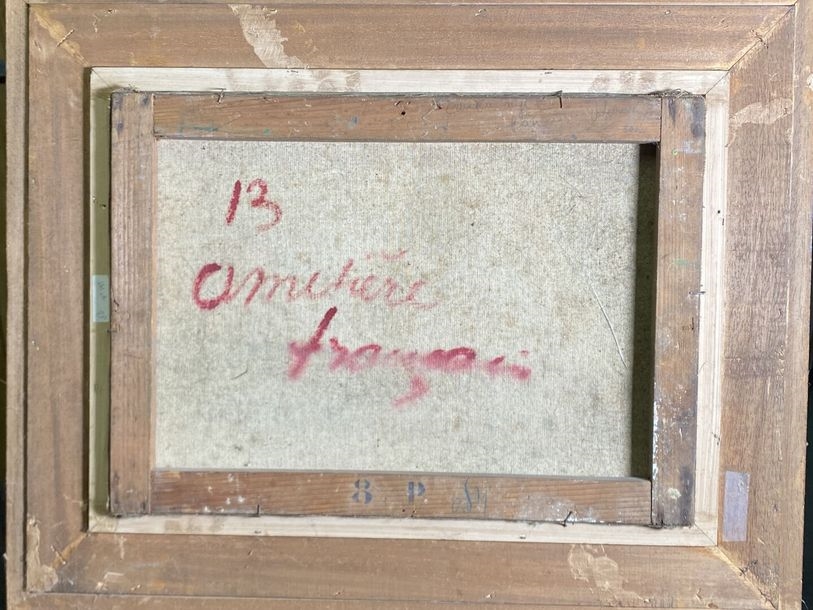 13
Cimetière
français
8 P